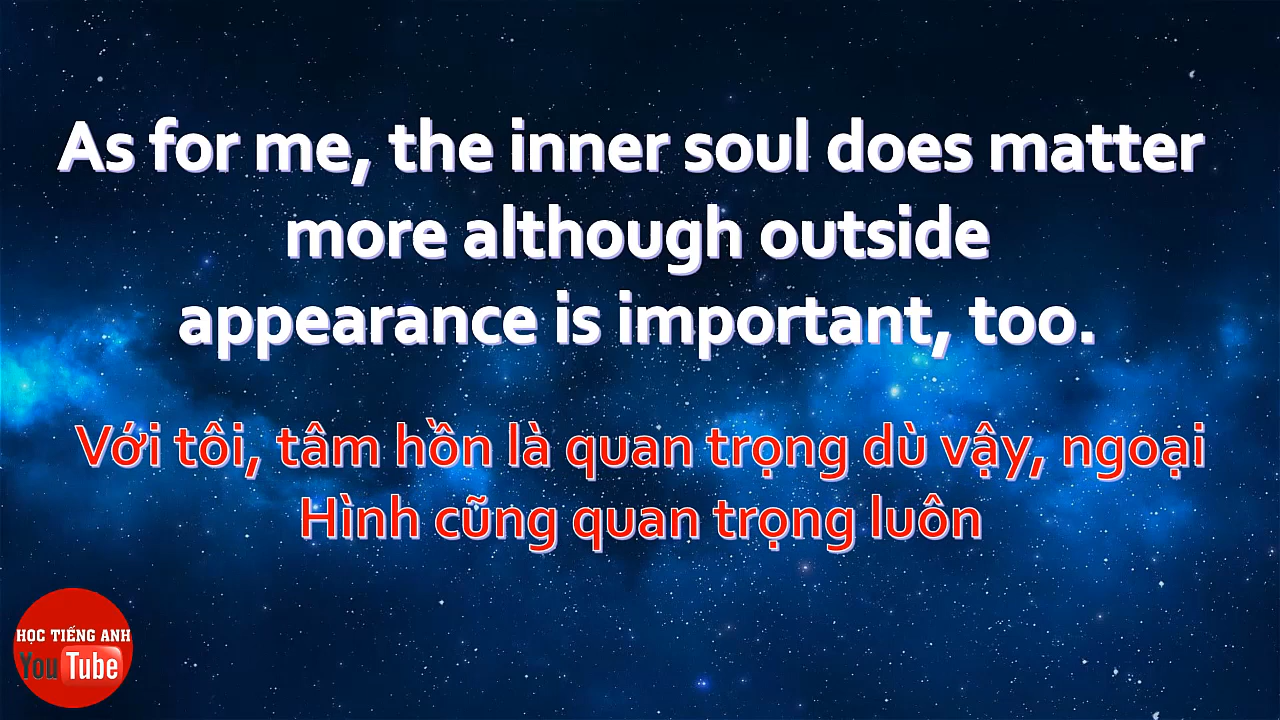 As for me, the inner soul does matter
more although outside
appearance is important, too.
Với tôi, tâm hồn là quan trọng dù vậy, ngoại
Hình cũng quan trọng luôn
HỌC TIẾNG ANH
YouTube